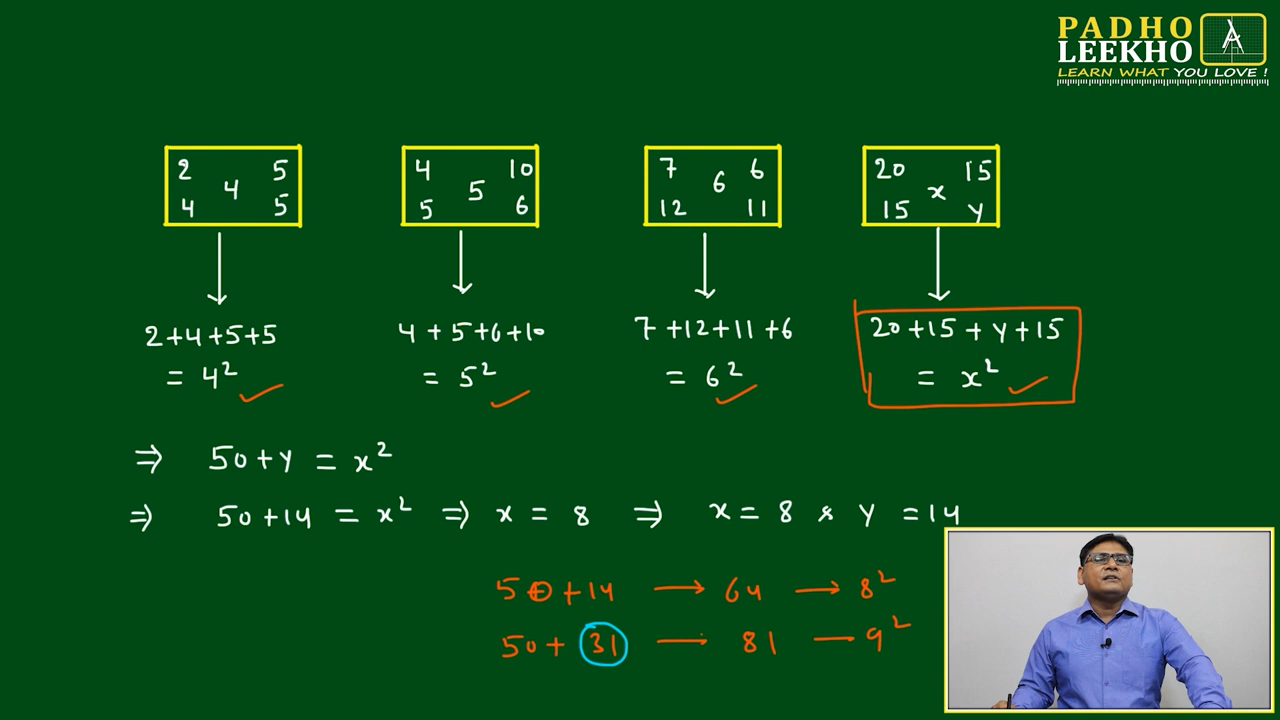 PADHO
LEEKHO
LEARN WHAT YOU LOVE !
2 5
4
4 5
4 10
5
5 6
7 6
6
12 11
20 15
x
15 y
2+4+5+5
= 4²
4+5+6+10
= 5²
7+12+11+6
= 6²
20+15+y+15
= x²
⇒ 50+y = x²
⇒ 50+14 = x² ⇒ x = 8 ⇒ x = 8 & y = 14
50+14 → 64 → 8²
50+31 — 81 — 9²